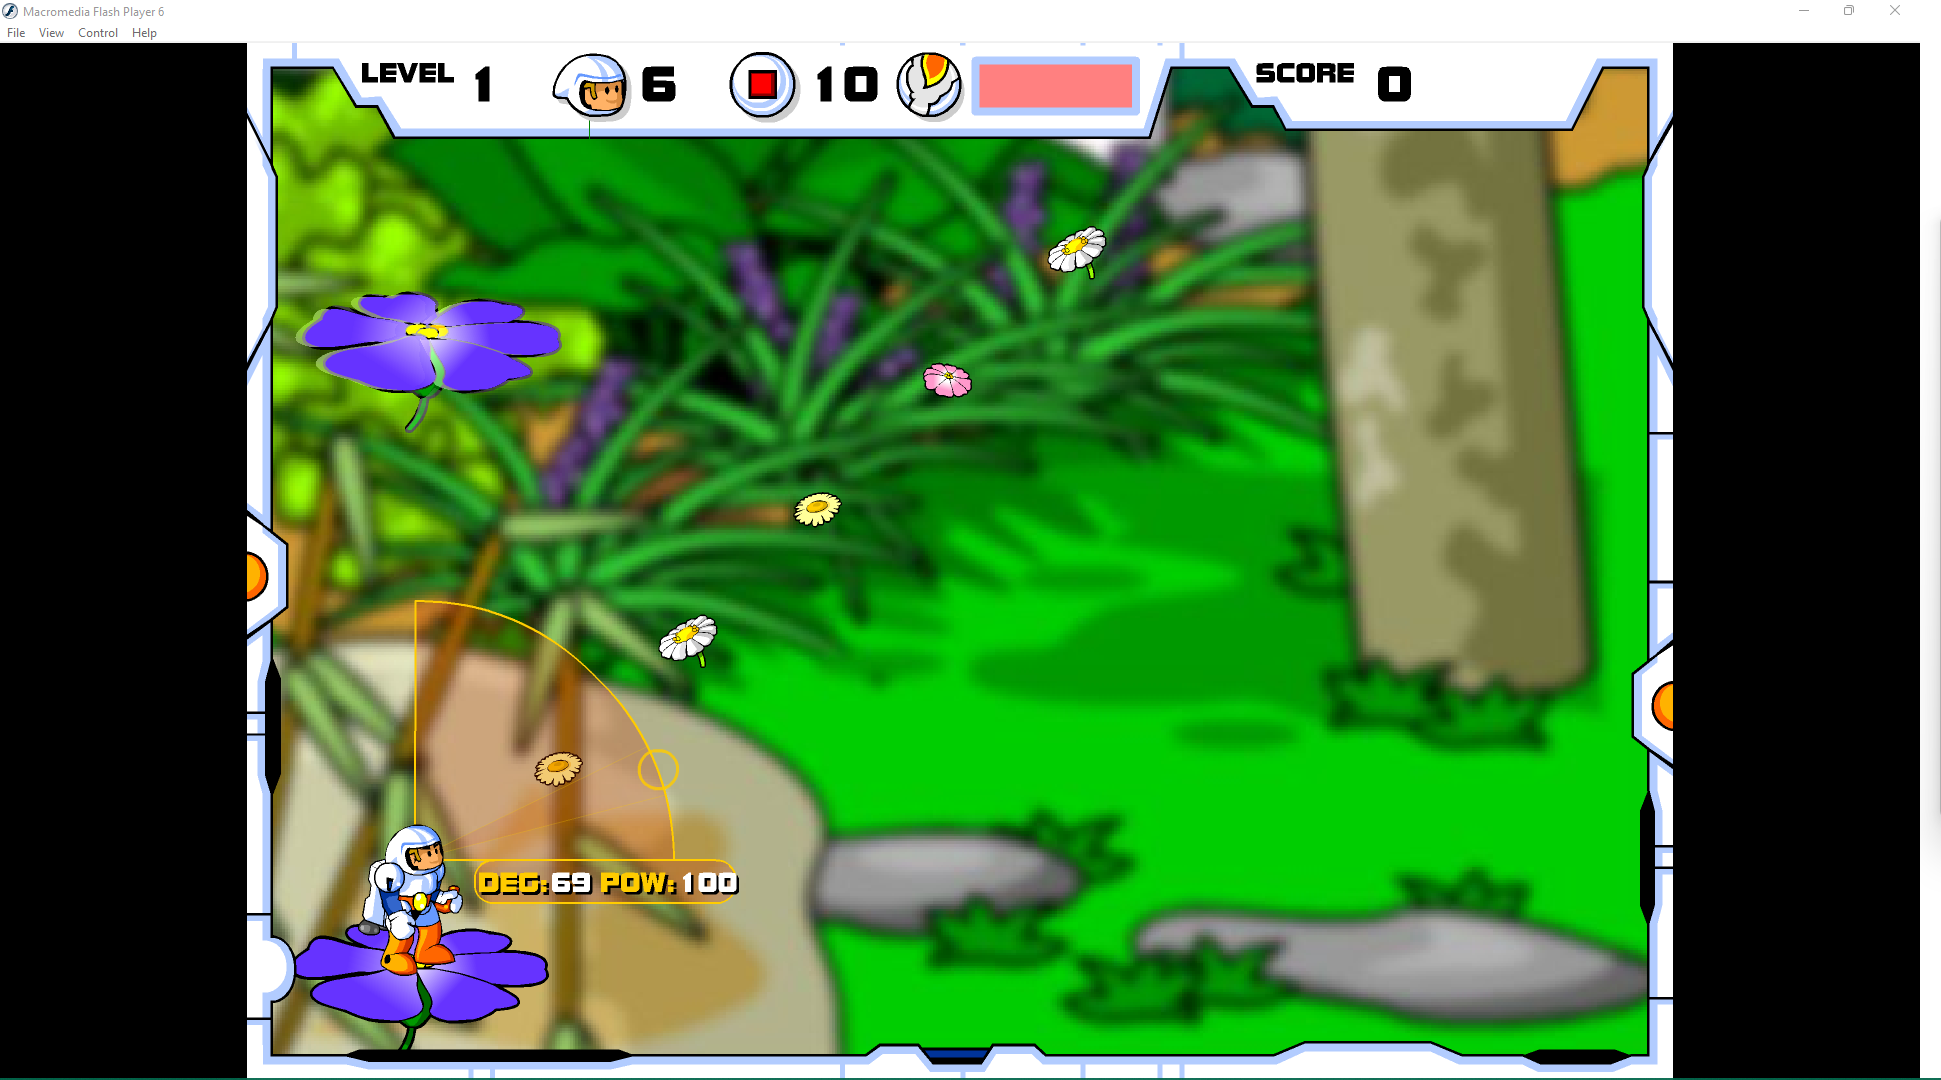 Macromedia Flash Player 6
File View Control Help
LEVEL 1 6 10 SCORE 0
DEG:69 POW:100